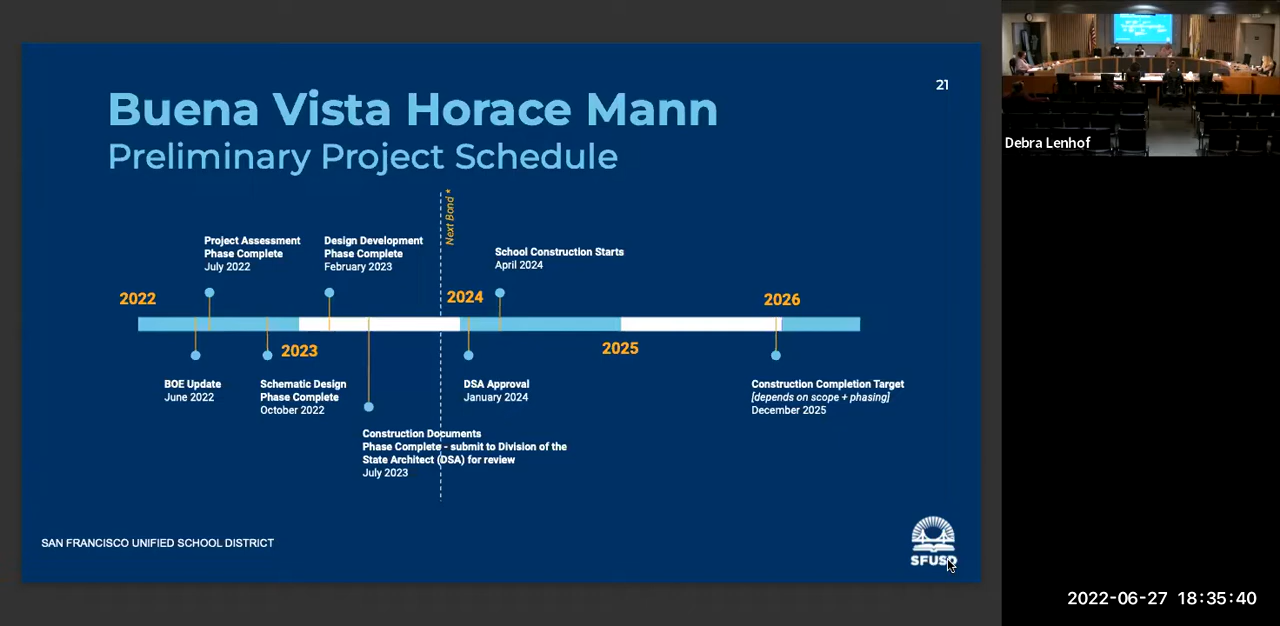 21
Buena Vista Horace Mann
Preliminary Project Schedule
Next Bond *
Project Assessment
Phase Complete
July 2022
Design Development
Phase Complete
February 2023
School Construction Starts
April 2024
2022
2024
2026
2023
2025
BOE Update
June 2022
Schematic Design
Phase Complete
October 2022
DSA Approval
January 2024
Construction Completion Target
[depends on scope + phasing]
December 2025
Construction Documents
Phase Complete - submit to Division of the
State Architect (DSA) for review
July 2023
SAN FRANCISCO UNIFIED SCHOOL DISTRICT
SFUSD
Debra Lenhof
2022-06-27 18:35:40